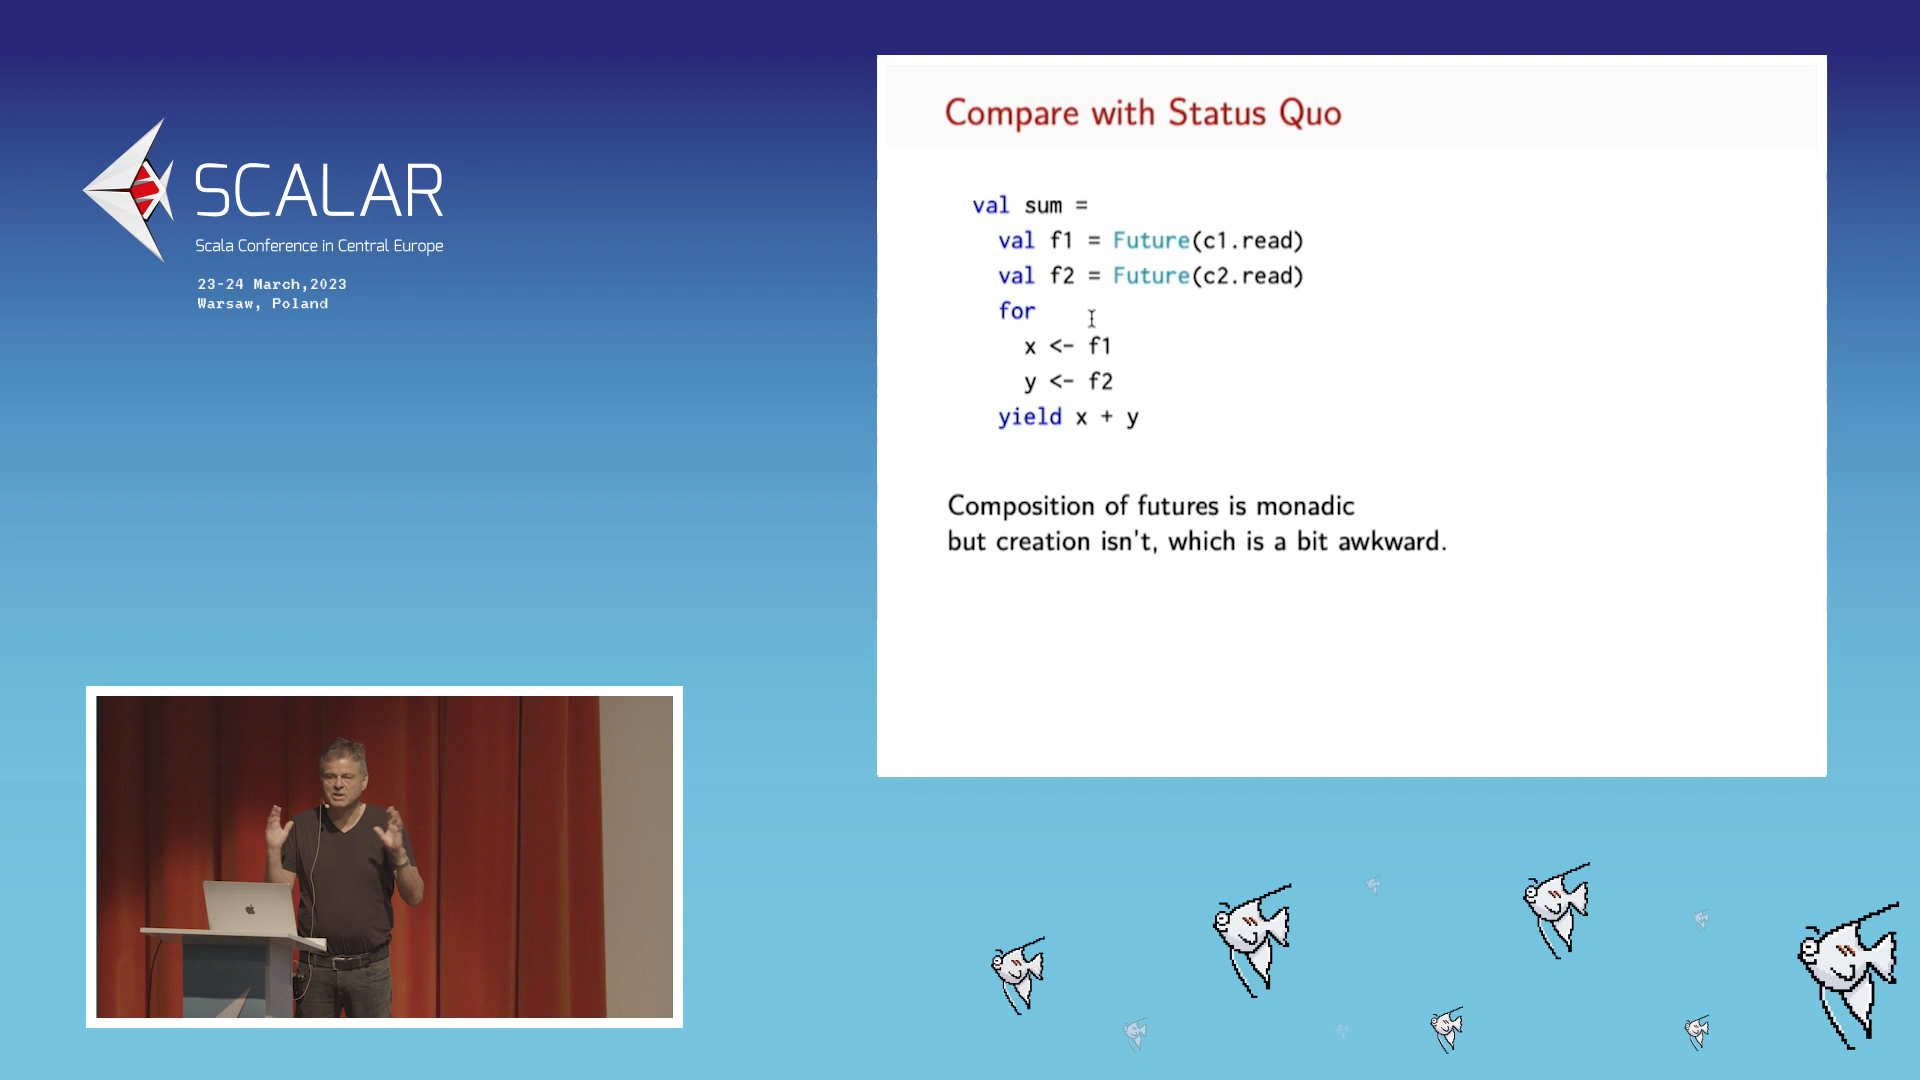 SCALAR
Scala Conference in Central Europe
23-24 March,2023
Warsaw, Poland
Compare with Status Quo
val sum =
val f1 = Future(c1.read)
val f2 = Future(c2.read)
for
x <- f1
y <- f2
yield x + y
Composition of futures is monadic
but creation isn't, which is a bit awkward.